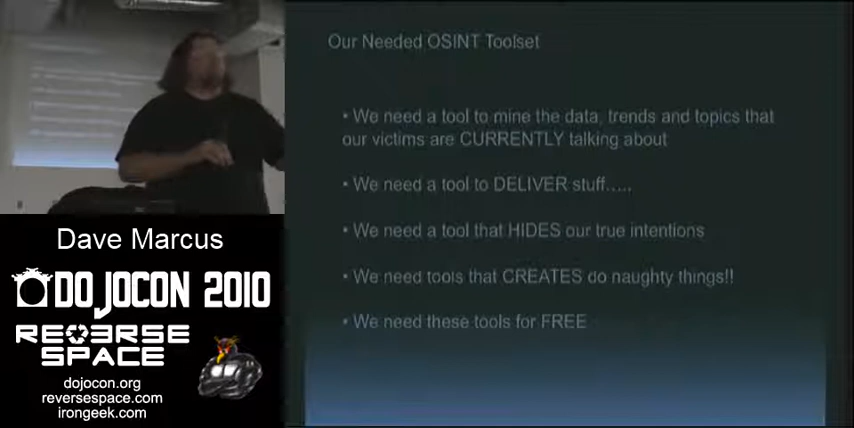 Our Needed OSINT Toolset
• We need a tool to mine the data, trends and topics that
our victims are CURRENTLY talking about
• We need a tool to DELIVER stuff…..
• We need a tool that HIDES our true intentions
• We need tools that CREATES do naughty things!!
• We need these tools for FREE
Dave Marcus
DOJOCON 2010
REVERSE
SPACE
dojocon.org
reversespace.com
irongeek.com